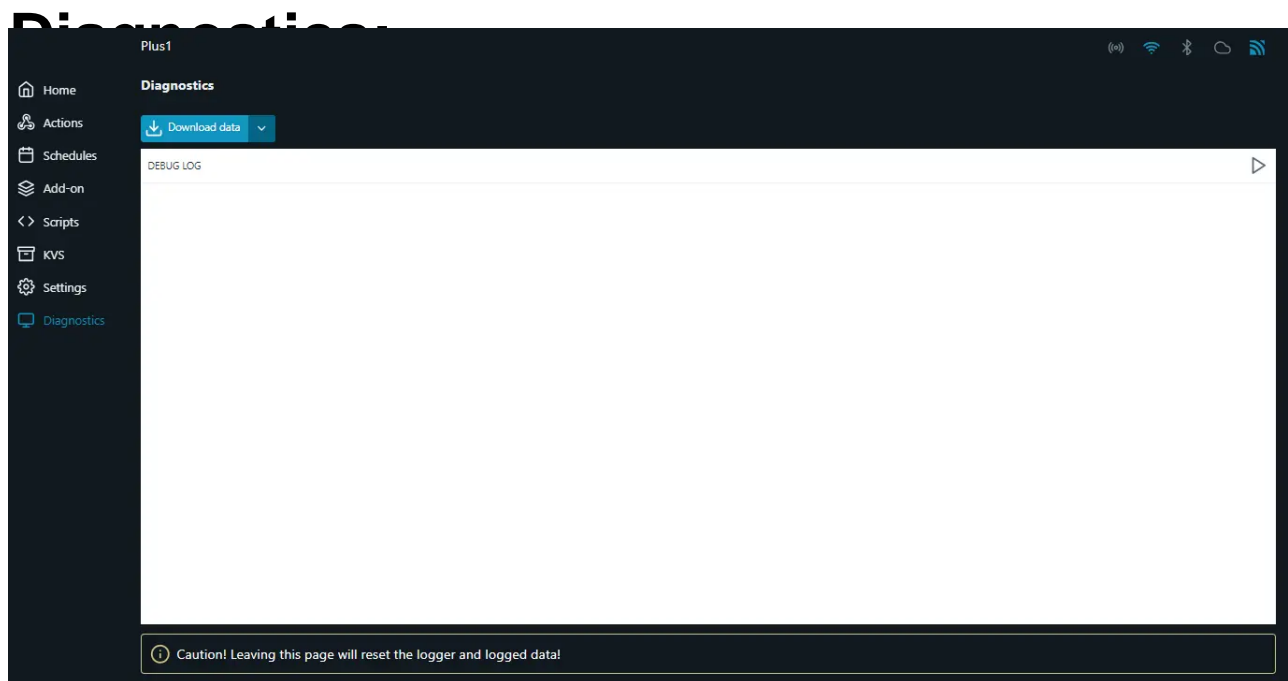 Diagnostics:
Plus1
Home
Diagnostics
Actions
Download data
Schedules
DEBUG LOG
Add-on
Scripts
KVS
Settings
Diagnostics
Caution! Leaving this page will reset the logger and logged data!